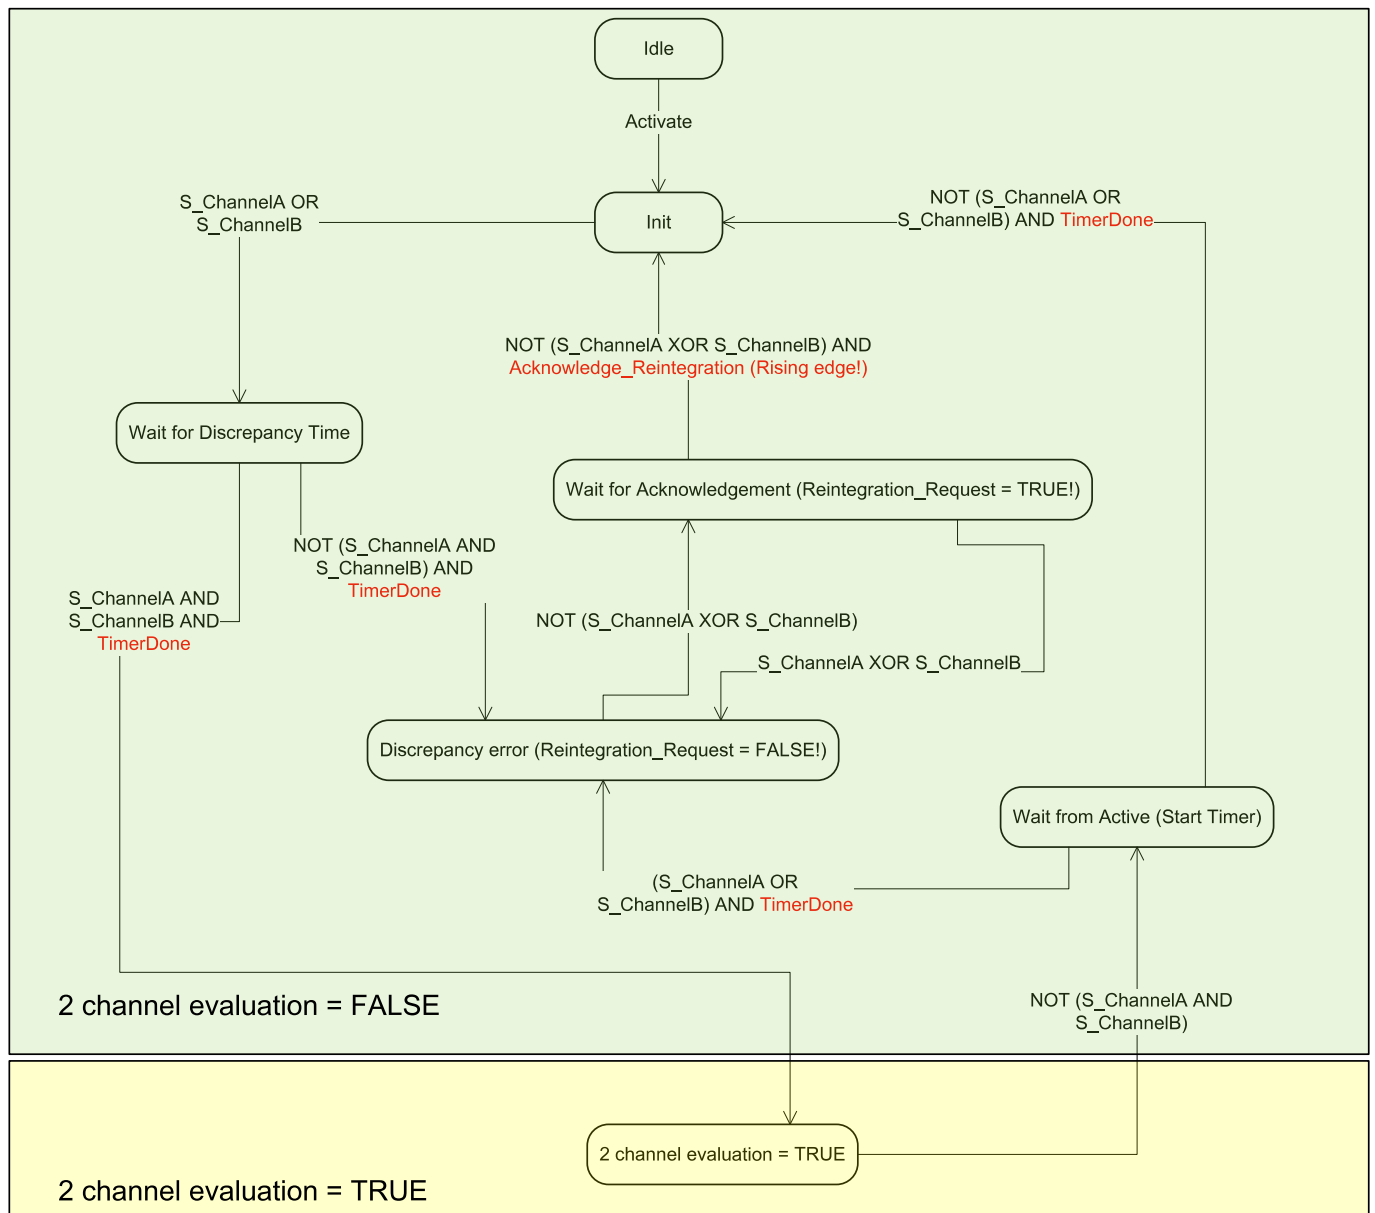 Idle
Activate
S_ChannelA OR
S_ChannelB
Init
NOT (S_ChannelA OR
S_ChannelB) AND TimerDone
NOT (S_ChannelA XOR S_ChannelB) AND
Acknowledge_Reintegration (Rising edge!)
Wait for Discrepancy Time
Wait for Acknowledgement (Reintegration_Request = TRUE!)
NOT (S_ChannelA AND
S_ChannelB) AND
TimerDone
S_ChannelA AND
S_ChannelB AND
TimerDone
NOT (S_ChannelA XOR S_ChannelB)
S_ChannelA XOR S_ChannelB
Discrepancy error (Reintegration_Request = FALSE!)
Wait from Active (Start Timer)
(S_ChannelA OR
S_ChannelB) AND TimerDone
2 channel evaluation = FALSE
NOT (S_ChannelA AND
S_ChannelB)
2 channel evaluation = TRUE
2 channel evaluation = TRUE